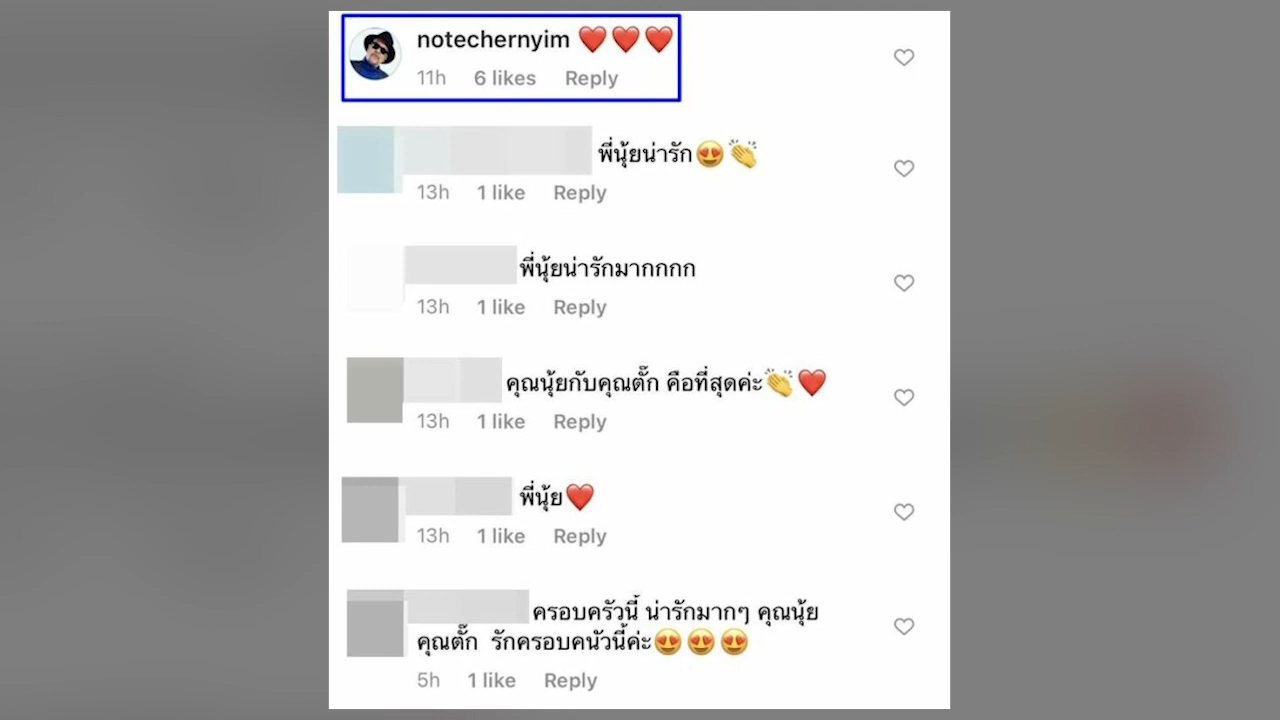 notechernyim ❤️❤️❤️
11h 6 likes Reply
พี่นุ้ยน่ารัก😍👏
13h 1 like Reply
พี่นุ้ยน่ารักมากกกก
13h 1 like Reply
คุณนุ้ยกับคุณตั๊ก คือที่สุดค่ะ👏❤️
13h 1 like Reply
พี่นุ้ย❤️
13h 1 like Reply
ครอบครัวนี้ น่ารักมากๆ คุณนุ้ย
คุณตั๊ก รักครอบคนัวนี้ค่ะ😍😍😍
5h 1 like Reply